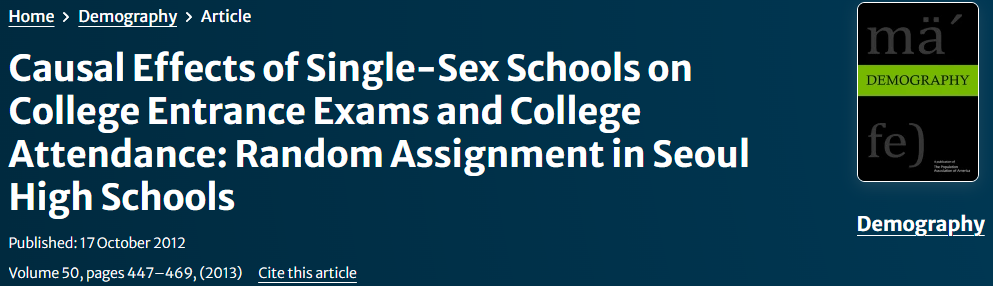 Home > Demography > Article
Causal Effects of Single-Sex Schools on
College Entrance Exams and College
Attendance: Random Assignment in Seoul
High Schools
Published: 17 October 2012
Volume 50, pages 447–469, (2013) Cite this article
mä´
DEMOGRAPHY
fe)
A publication of
The Population
Association of America
Demography